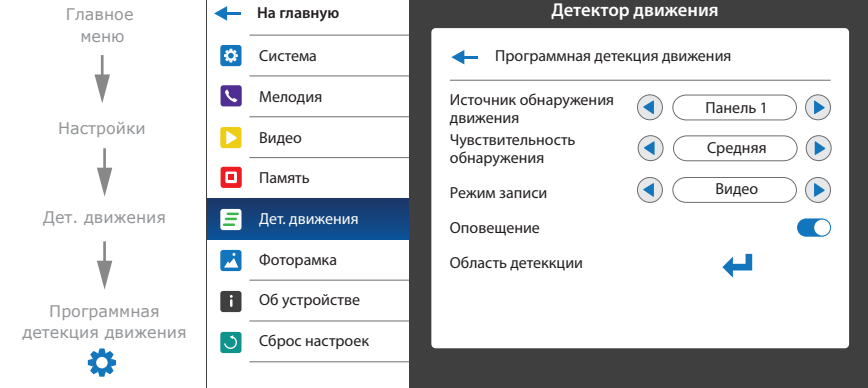 Главное
меню
Настройки
Дет. движения
Программная
детекция движения
На главную
Система
Мелодия
Видео
Память
Дет. движения
Фоторамка
Об устройстве
Сброс настроек
Детектор движения
Программная детекция движения
Источник обнаружения
движения
Панель 1
Чувствительность
обнаружения
Средняя
Режим записи
Видео
Оповещение
Область детеккции